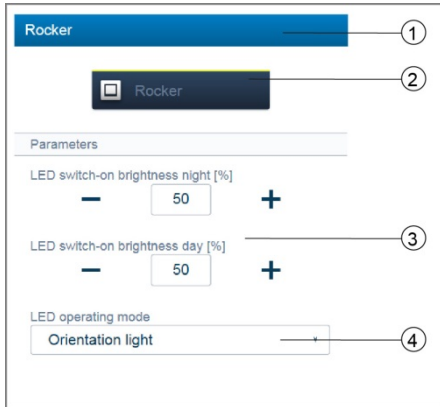 Rocker
1
2
Rocker
Parameters
LED switch-on brightness night [%]
− 50 +
3
LED switch-on brightness day [%]
− 50 +
LED operating mode
Orientation light
4